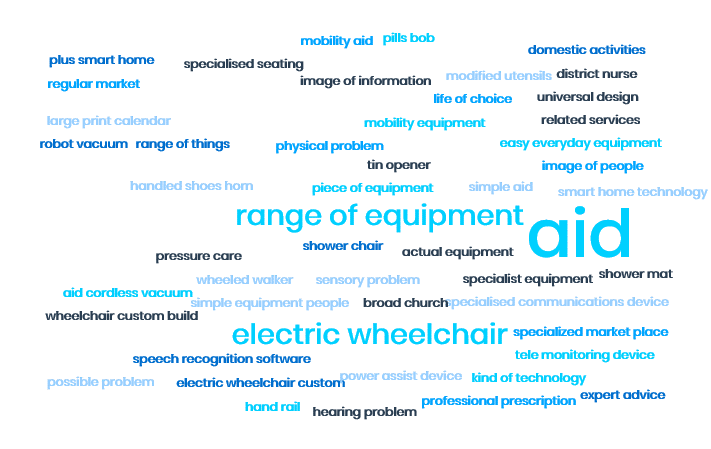 mobility aid
pills bob
domestic activities
plus smart home
specialised seating
regular market
image of information
modified utensils
district nurse
life of choice
universal design
large print calendar
mobility equipment
related services
robot vacuum
range of things
physical problem
easy everyday equipment
tin opener
image of people
handled shoes horn
piece of equipment
simple aid
smart home technology
range of equipment
aid
shower chair
actual equipment
pressure care
wheeled walker
sensory problem
specialist equipment
shower mat
aid cordless vacuum
simple equipment people
broad church
specialised communications device
wheelchair custom build
electric wheelchair
specialized market place
speech recognition software
tele monitoring device
possible problem
electric wheelchair custom
power assist device
kind of technology
hand rail
hearing problem
professional prescription
expert advice